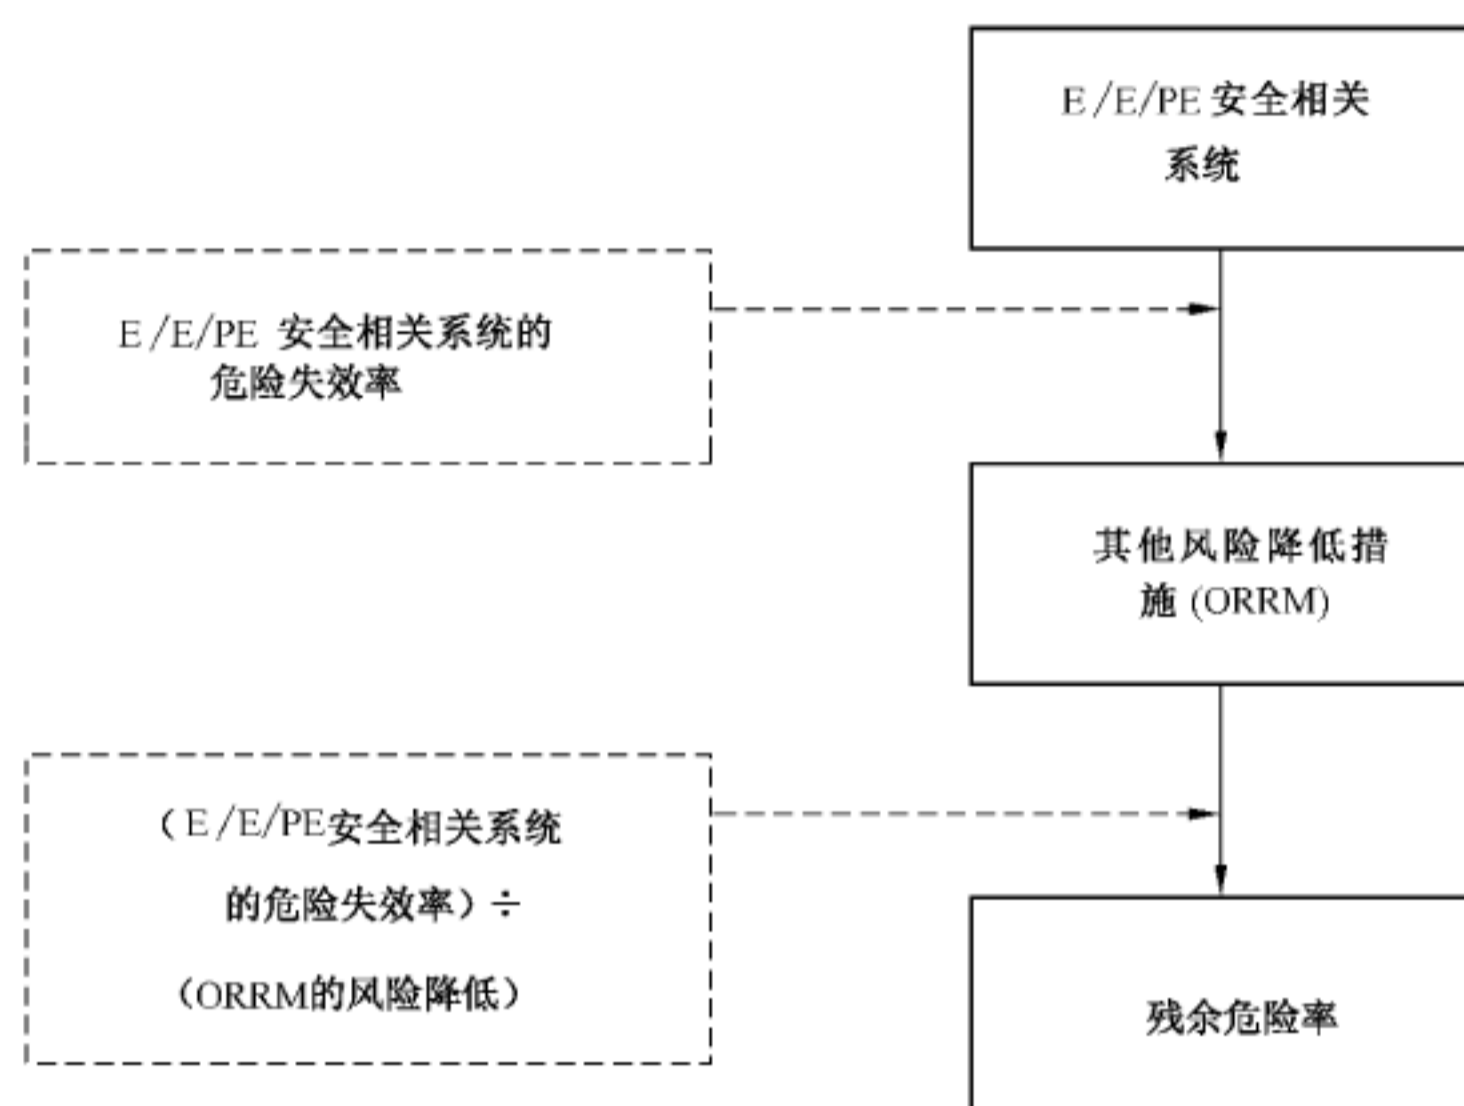 E/E/PE 安全相关
系统
E/E/PE 安全相关系统的
危险失效率
其他风险降低措
施 (ORRM)
（E/E/PE安全相关系统
的危险失效率）÷
（ORRM的风险降低）
残余危险率